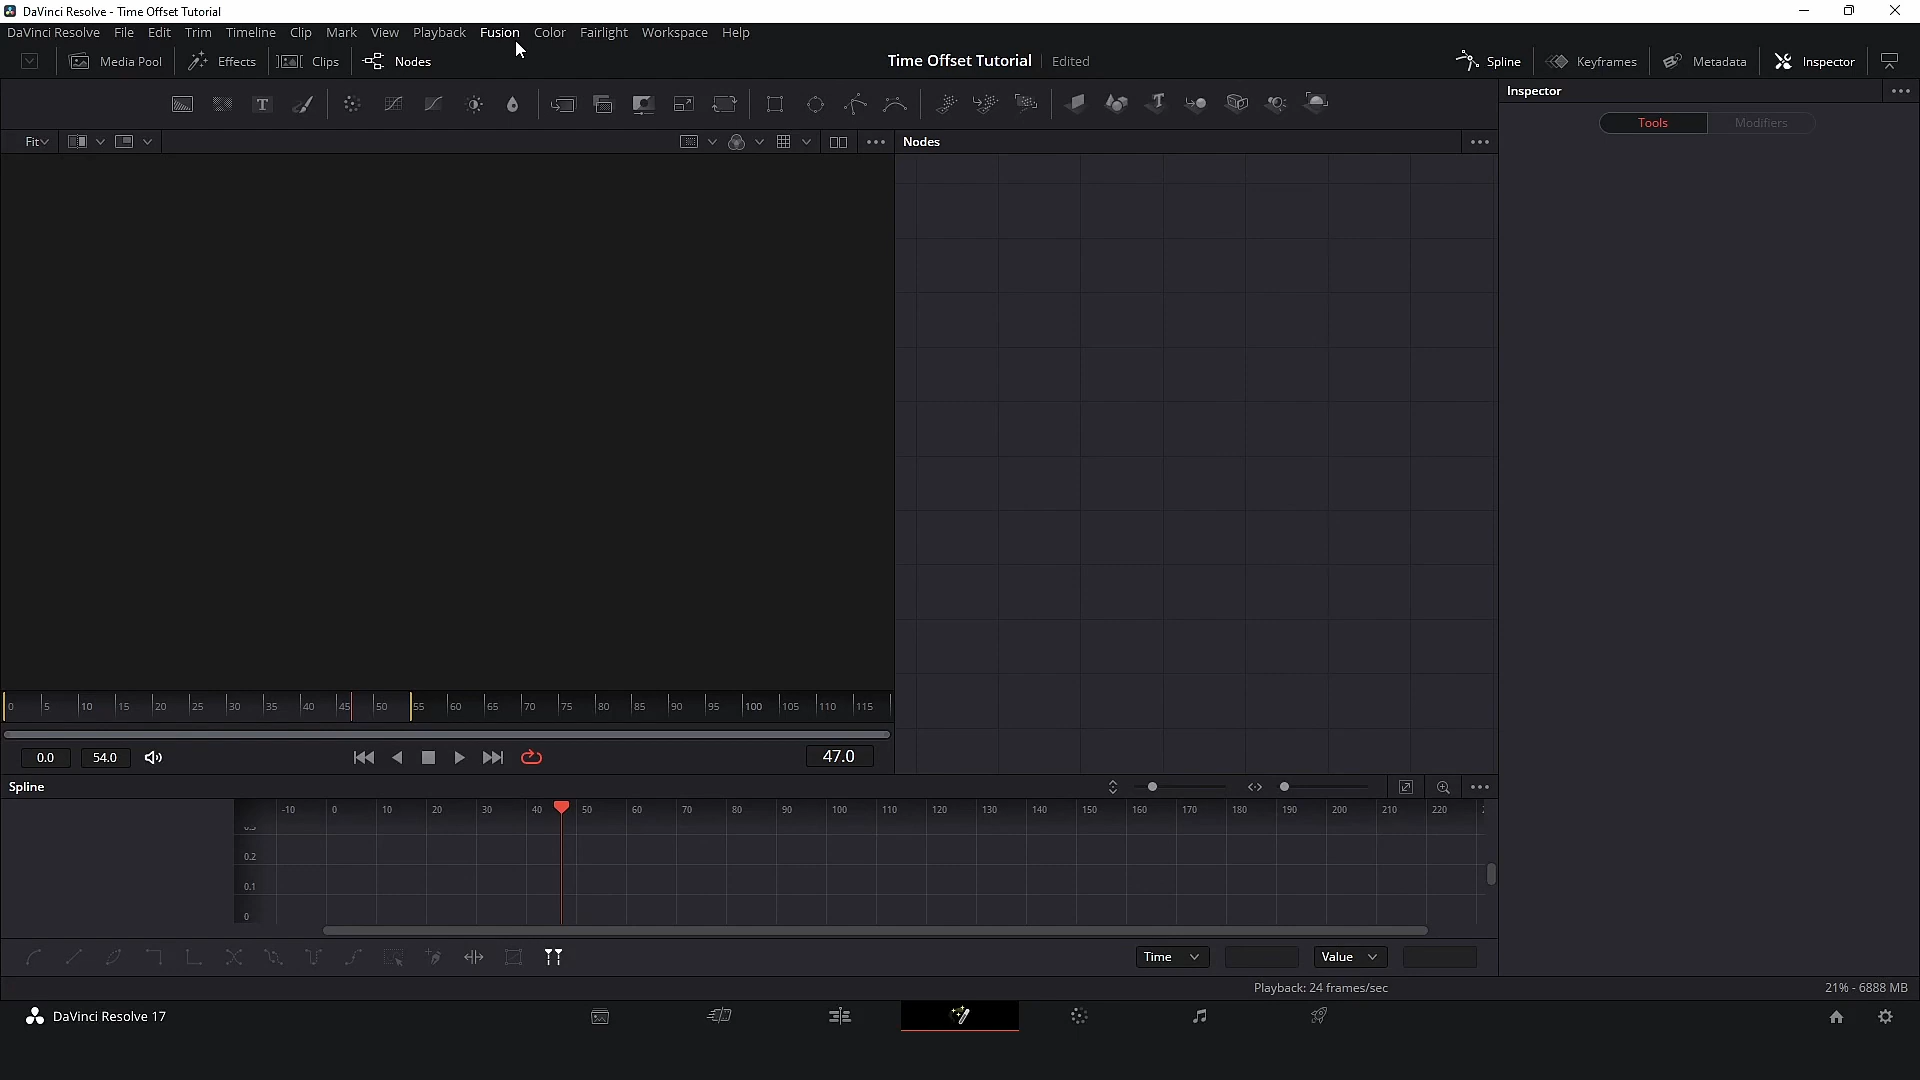 DaVinci Resolve - Time Offset Tutorial
DaVinci Resolve File Edit Trim Timeline Clip Mark View Playback Fusion Color Fairlight Workspace Help
Media Pool Effects Clips Nodes Time Offset Tutorial Edited Spline Keyframes Metadata Inspector
Inspector
T T
Tools Modifiers
Fit Nodes
0 5 10 15 20 25 30 35 40 45 50 55 60 65 70 75 80 85 90 95 100 105 110 115
0.0 54.0 47.0
Spline
-10 0 10 20 30 40 50 60 70 80 90 100 110 120 130 140 150 160 170 180 190 200 210 220
0.2
0.1
0
Time Value
Playback: 24 frames/sec 21% - 6888 MB
DaVinci Resolve 17